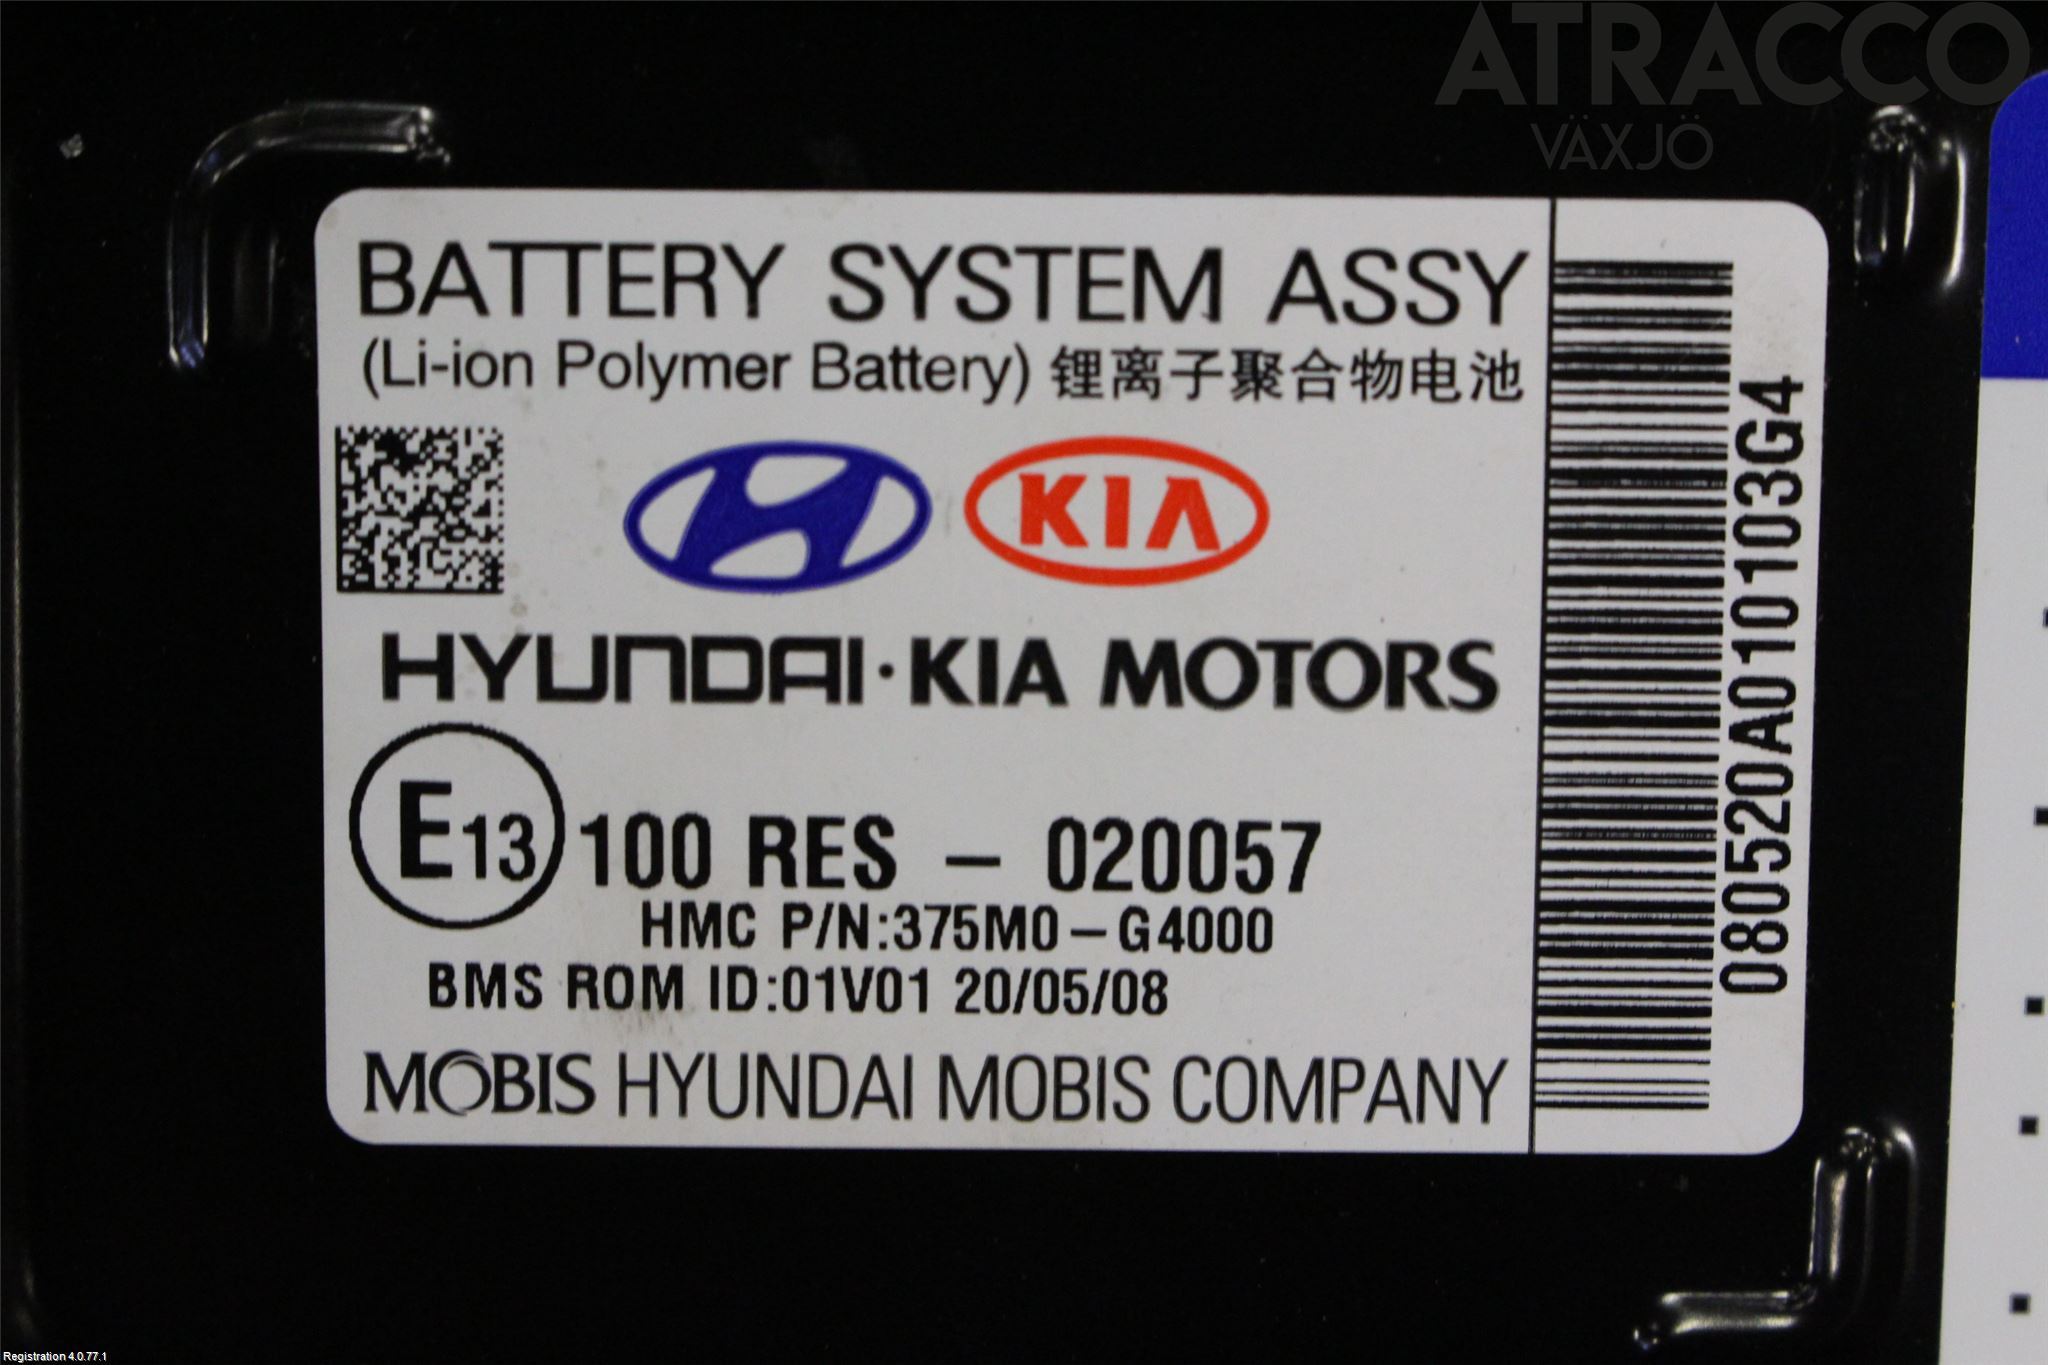 ATRACCO
VÄXJÖ
BATTERY SYSTEM ASSY
(Li-ion Polymer Battery) 锂离子聚合物电池
KIA
HYUNDAI · KIA MOTORS
E13 100 RES - 020057
HMC P/N:375M0-G4000
BMS ROM ID:01V01 20/05/08
MOBIS HYUNDAI MOBIS COMPANY
080520A010103G4
Registration 4.0.77.1